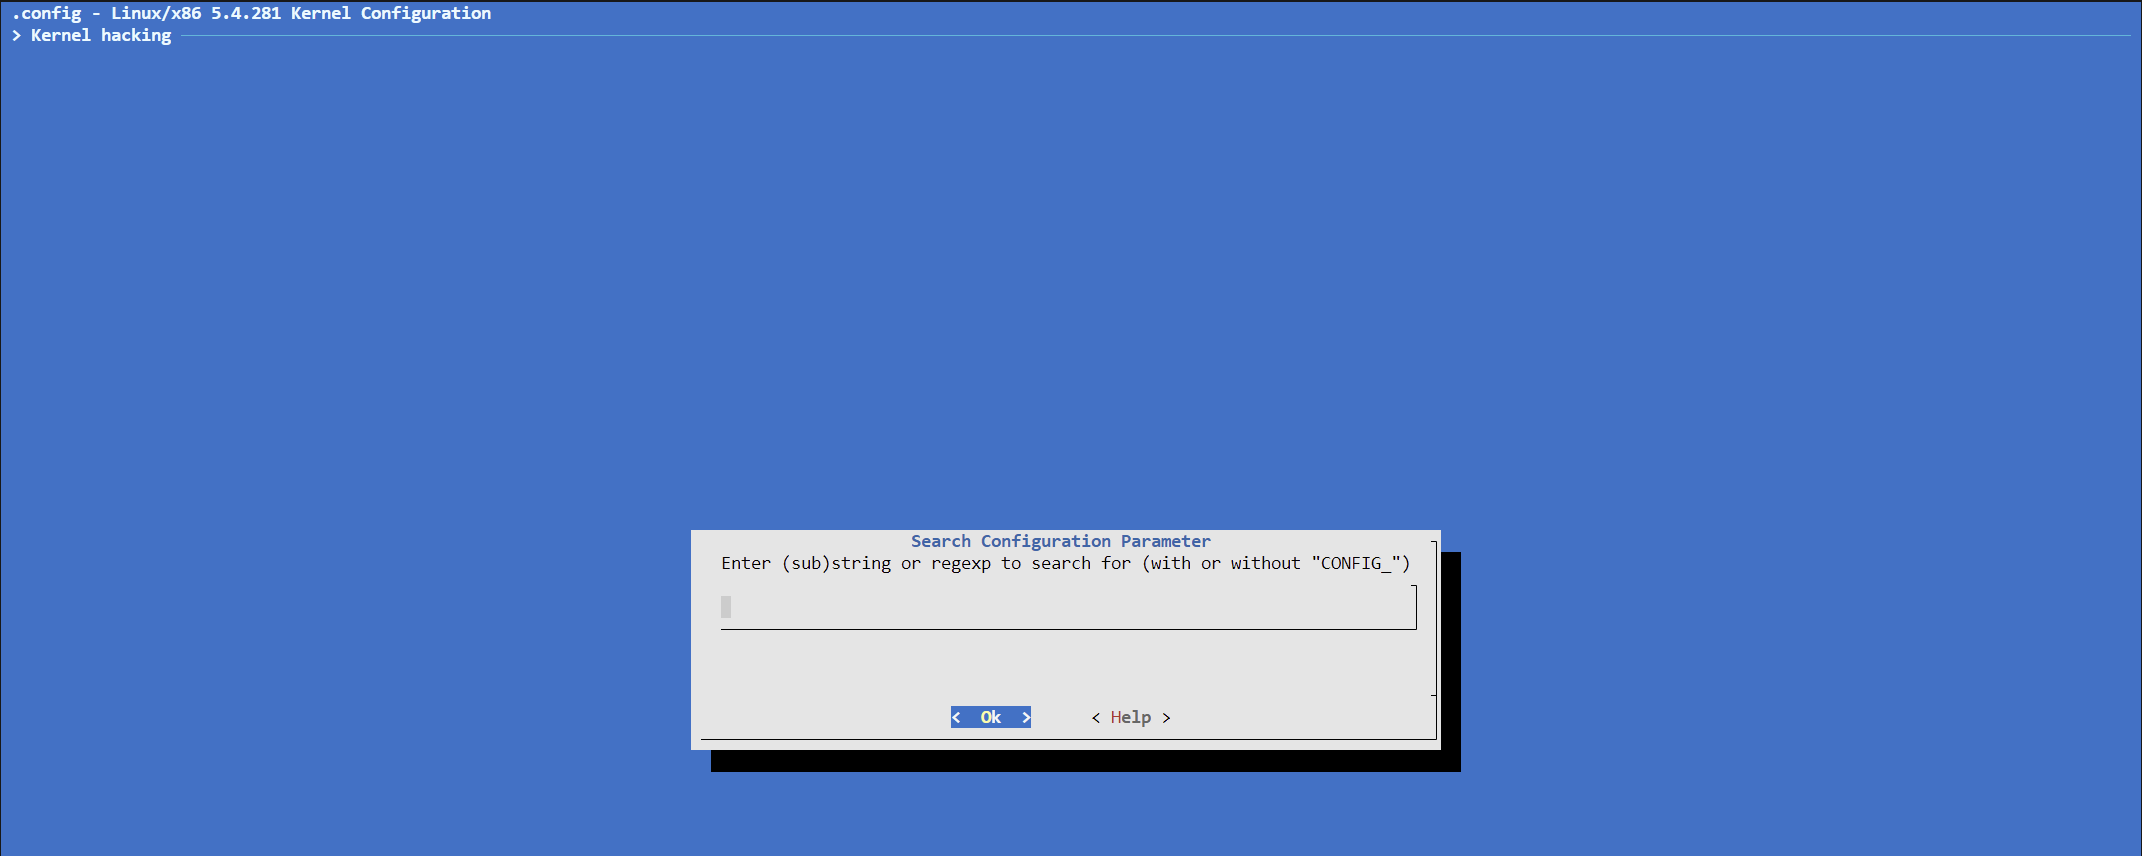 .config - Linux/x86 5.4.281 Kernel Configuration
> Kernel hacking
Search Configuration Parameter
Enter (sub)string or regexp to search for (with or without "CONFIG_")
<  Ok  > < Help >